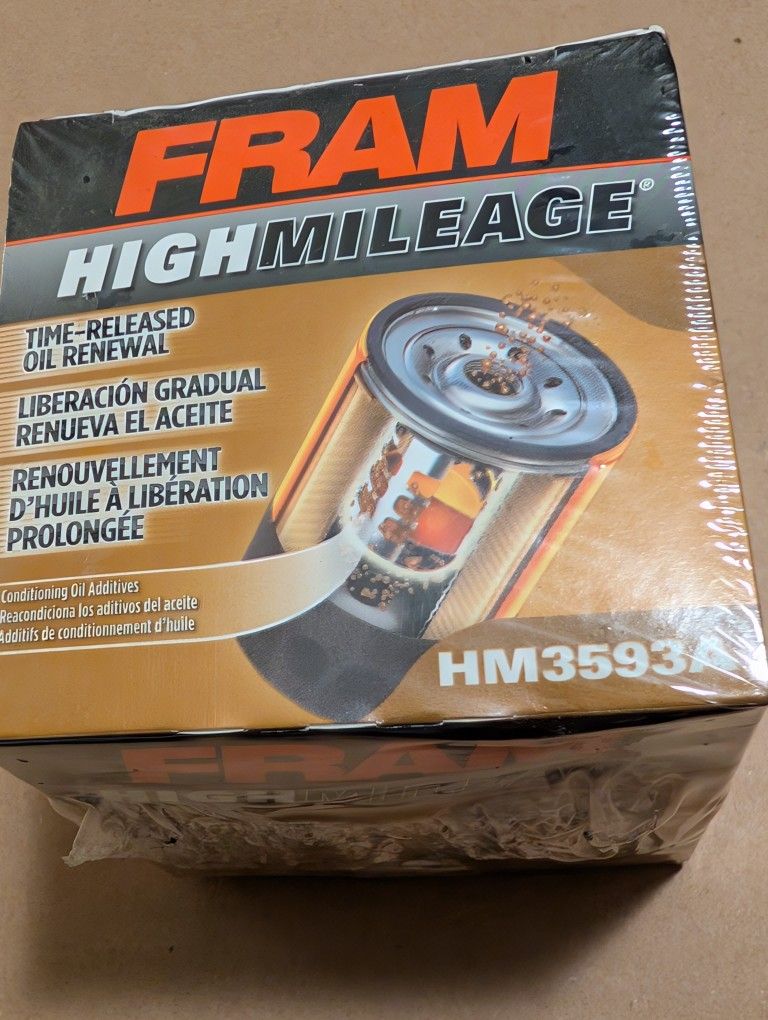 FRAM
HIGHMILEAGE®
TIME-RELEASED
OIL RENEWAL
LIBERACIÓN GRADUAL
RENUEVA EL ACEITE
RENOUVELLEMENT
D'HUILE À LIBÉRATION
PROLONGÉE
Conditioning Oil Additives
Reacondiciona los aditivos del aceite
Additifs de conditionnement d'huile
HM3593A
FRAM
HIGHMILEAGE